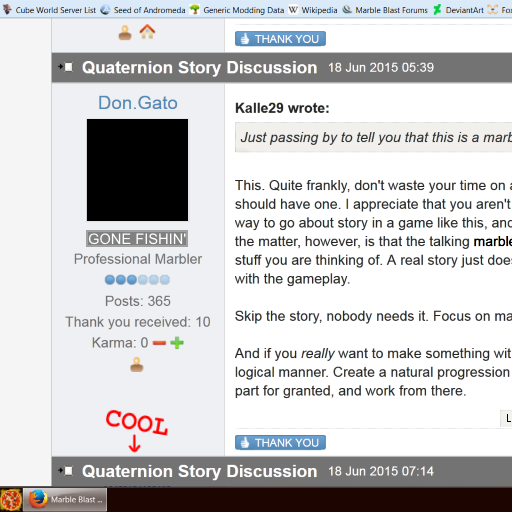 Cube World Server List Seed of Andromeda Generic Modding Data Wikipedia Marble Blast Forums DeviantArt Fo
THANK YOU
Quaternion Story Discussion 18 Jun 2015 05:39
Don.Gato
GONE FISHIN'
Professional Marbler
Posts: 365
Thank you received: 10
Karma: 0
Kalle29 wrote:
Just passing by to tell you that this is a marb
This. Quite frankly, don't waste your time on a
should have one. I appreciate that you aren't
way to go about story in a game like this, and
the matter, however, is that the talking marble
stuff you are thinking of. A real story just doe
with the gameplay.
Skip the story, nobody needs it. Focus on ma
And if you really want to make something wit
logical manner. Create a natural progression
part for granted, and work from there.
L
COOL
THANK YOU
Quaternion Story Discussion 18 Jun 2015 07:14
Marble Blast ...